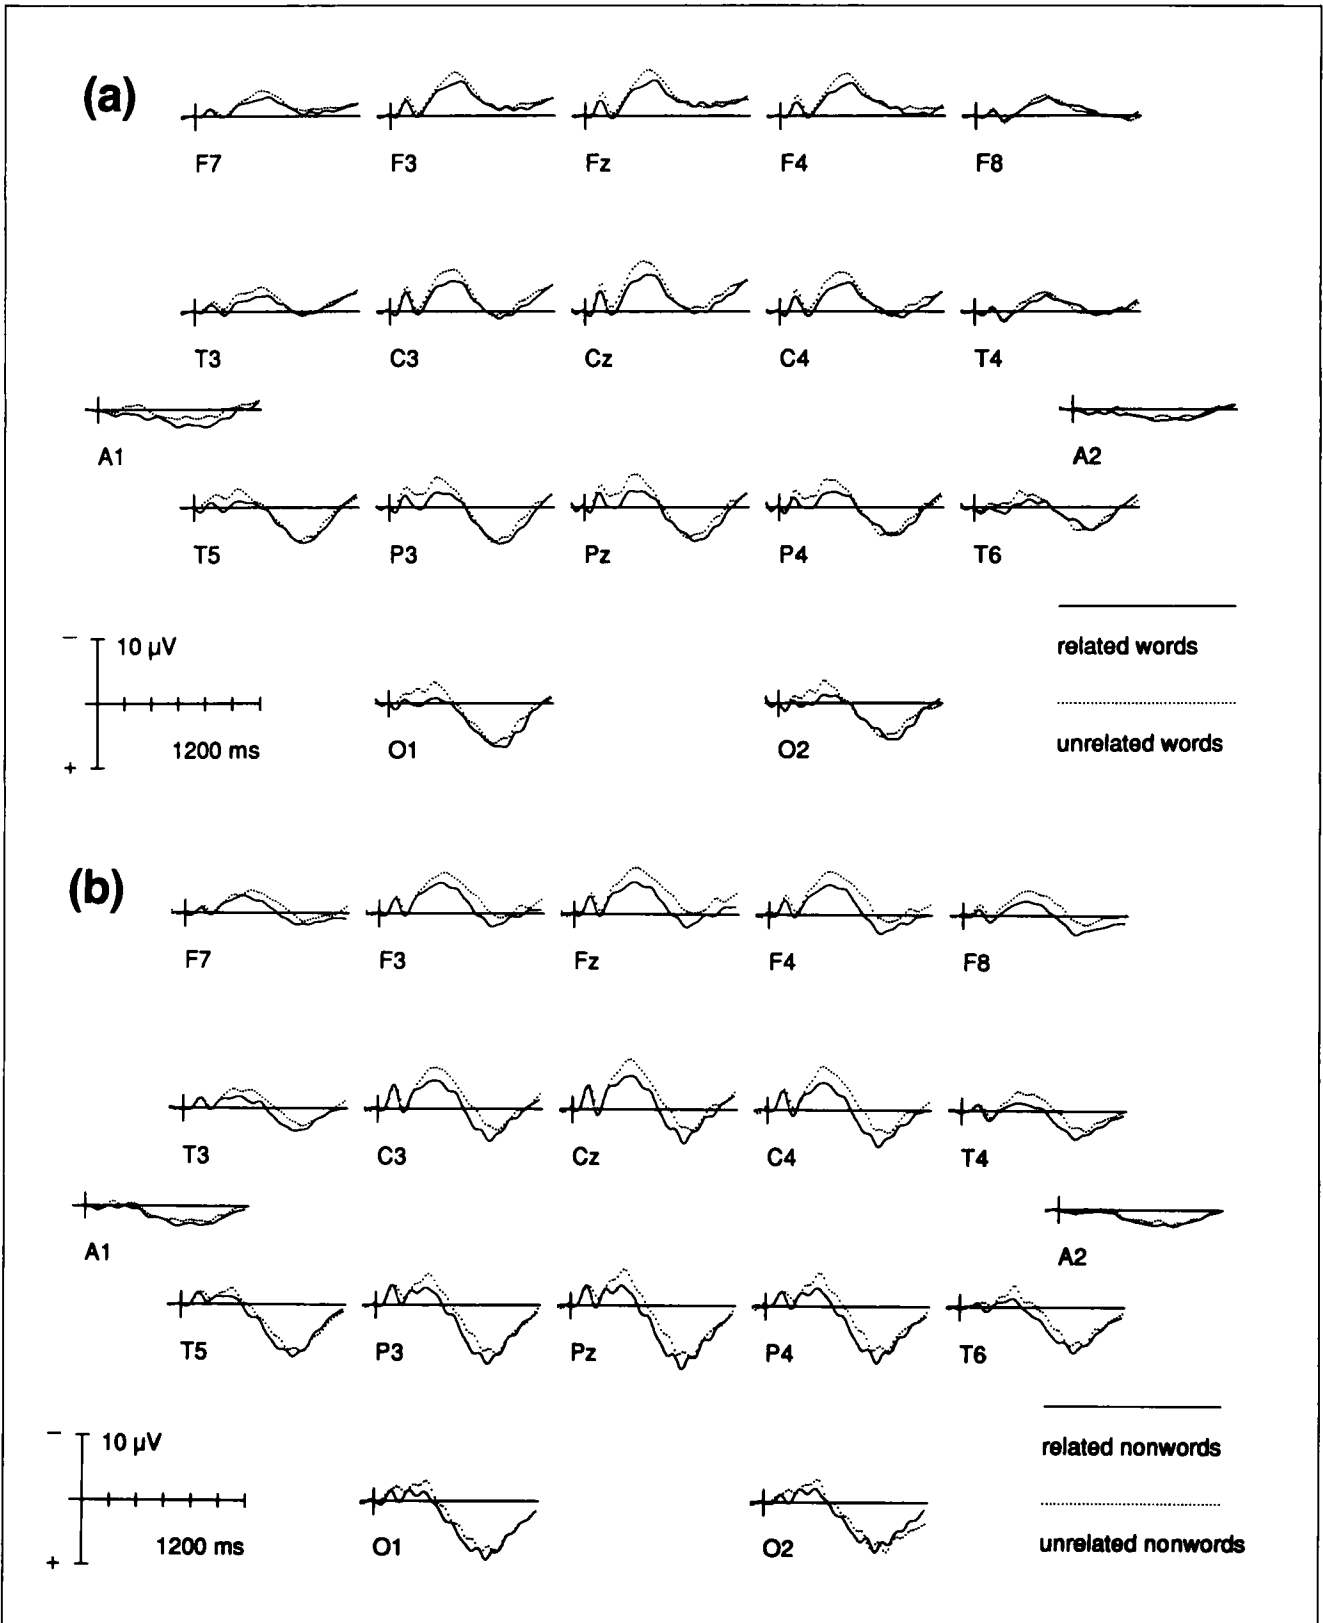 (a)
F7 F3 Fz F4 F8
T3 C3 Cz C4 T4
A1 A2
T5 P3 Pz P4 T6
− 10 µV
related words
1200 ms O1 O2
+ unrelated words
(b)
F7 F3 Fz F4 F8
T3 C3 Cz C4 T4
A1 A2
T5 P3 Pz P4 T6
− 10 µV
related nonwords
1200 ms O1 O2
+ unrelated nonwords